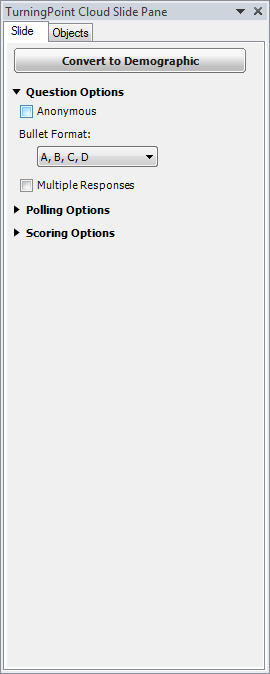 TurningPoint Cloud Slide Pane
Slide Objects
Convert to Demographic
Question Options
Anonymous
Bullet Format:
A, B, C, D
Multiple Responses
Polling Options
Scoring Options